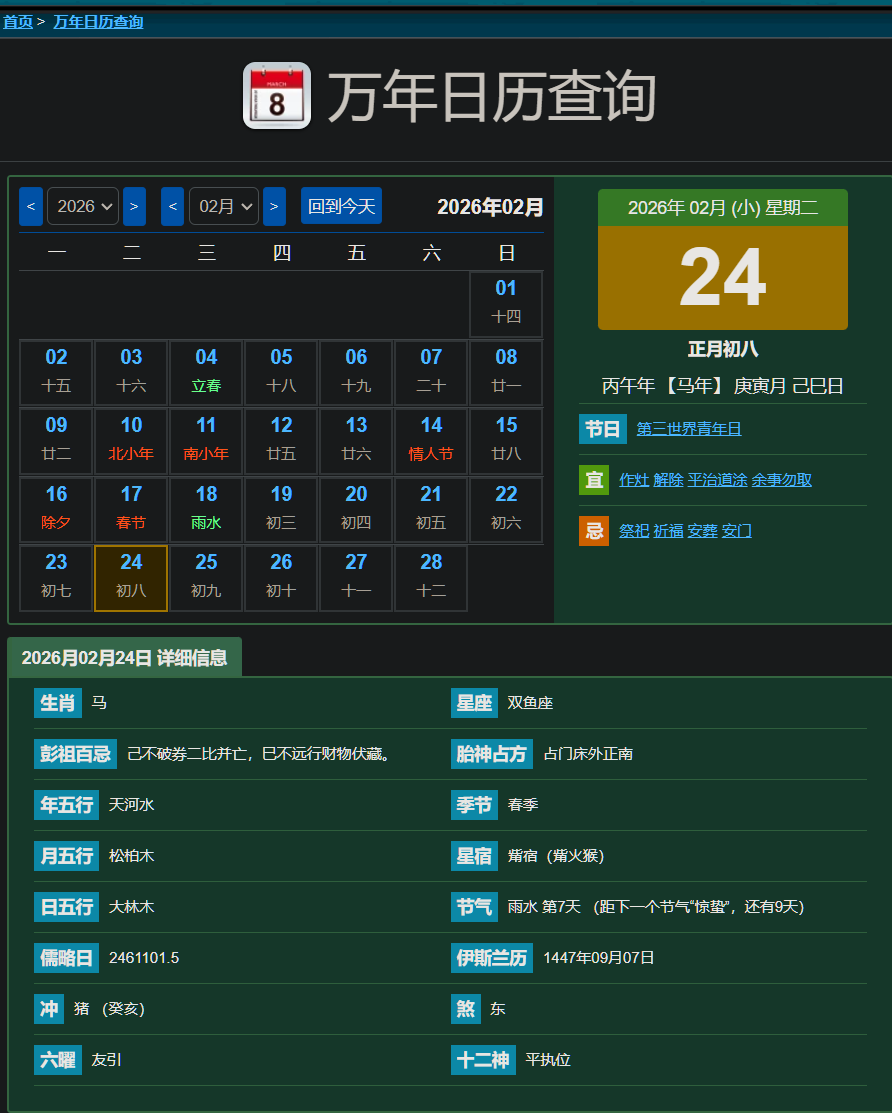 首页 > 万年日历查询
MARCH
8
万年日历查询
< 2026 > < 02月 > 回到今天 2026年02月
一 二 三 四 五 六 日
01
十四
02 03 04 05 06 07 08
十五 十六 立春 十八 十九 二十 廿一
09 10 11 12 13 14 15
廿二 北小年 南小年 廿五 廿六 情人节 廿八
16 17 18 19 20 21 22
除夕 春节 雨水 初三 初四 初五 初六
23 24 25 26 27 28
初七 初八 初九 初十 十一 十二
2026年 02月 (小) 星期二
24
正月初八
丙午年 【马年】 庚寅月 己巳日
节日 第三世界青年日
宜 作灶 解除 平治道涂 余事勿取
忌 祭祀 祈福 安葬 安门
2026月02月24日 详细信息
生肖 马 星座 双鱼座
彭祖百忌 己不破券二比并亡，巳不远行财物伏藏。 胎神占方 占门床外正南
年五行 天河水 季节 春季
月五行 松柏木 星宿 觜宿（觜火猴）
日五行 大林木 节气 雨水 第7天 （距下一个节气“惊蛰”，还有9天）
儒略日 2461101.5 伊斯兰历 1447年09月07日
冲 猪 （癸亥） 煞 东
六曜 友引 十二神 平执位